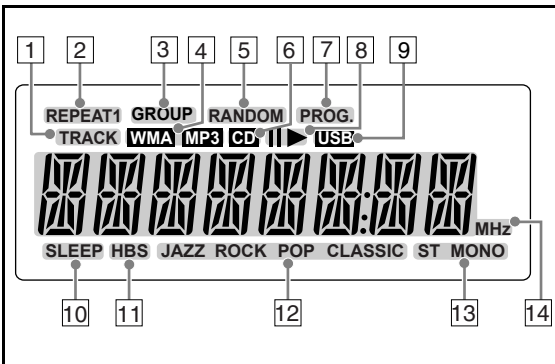 1 2 3 4 5 6 7 8 9
REPEAT1 GROUP RANDOM PROG.
TRACK WMA MP3 CD USB
MHz
SLEEP HBS JAZZ ROCK POP CLASSIC ST MONO
10 11 12 13 14